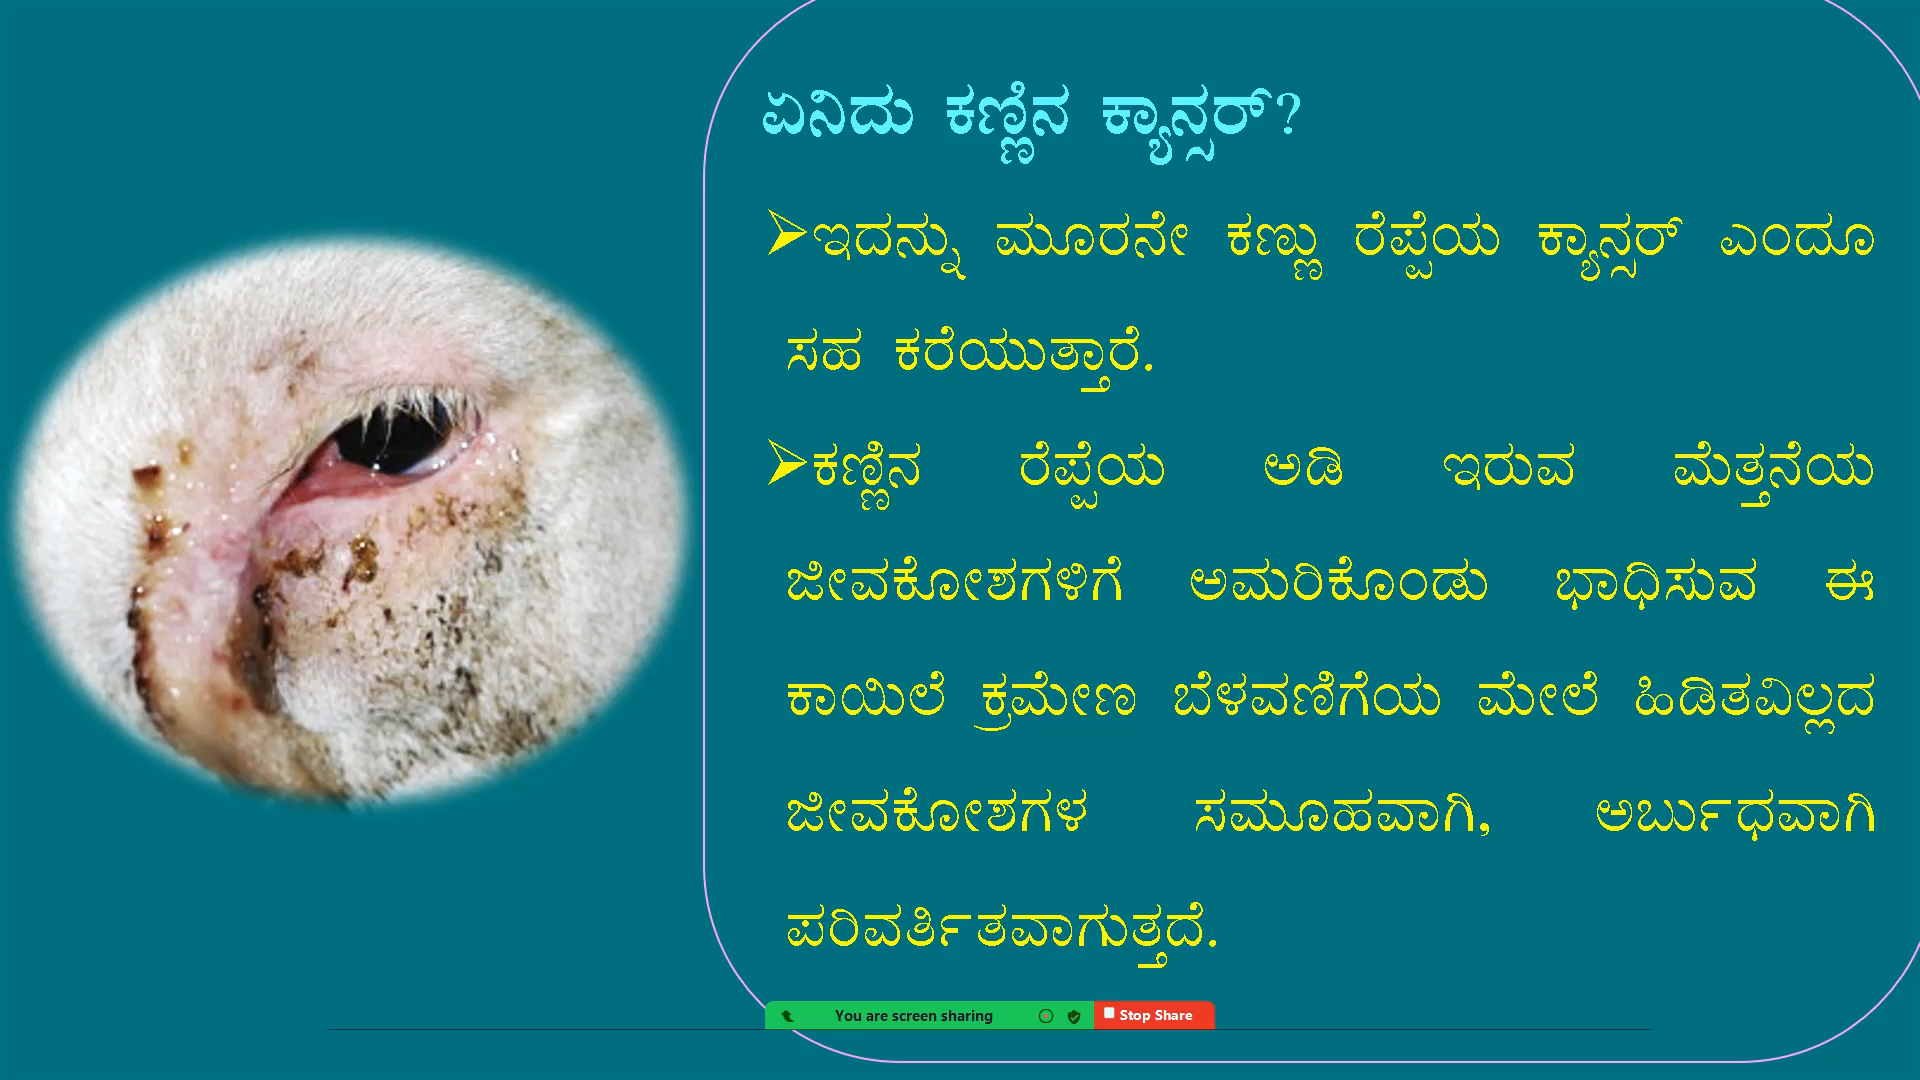 ಏನಿದು ಕಣ್ಣಿನ ಕ್ಯಾನ್ಸರ್?
➢ಇದನ್ನು ಮೂರನೇ ಕಣ್ಣು ರೆಪ್ಪೆಯ ಕ್ಯಾನ್ಸರ್ ಎಂದೂ
ಸಹ ಕರೆಯುತ್ತಾರೆ.
➢ಕಣ್ಣಿನ ರೆಪ್ಪೆಯ ಅಡಿ ಇರುವ ಮೆತ್ತನೆಯ
ಜೀವಕೋಶಗಳಿಗೆ ಅಮರಿಕೊಂಡು ಭಾಧಿಸುವ ಈ
ಕಾಯಿಲೆ ಕ್ರಮೇಣ ಬೆಳವಣಿಗೆಯ ಮೇಲೆ ಹಿಡಿತವಿಲ್ಲದ
ಜೀವಕೋಶಗಳ ಸಮೂಹವಾಗಿ, ಅರ್ಬುಧವಾಗಿ
ಪರಿವರ್ತಿತವಾಗುತ್ತದೆ.
You are screen sharing Stop Share